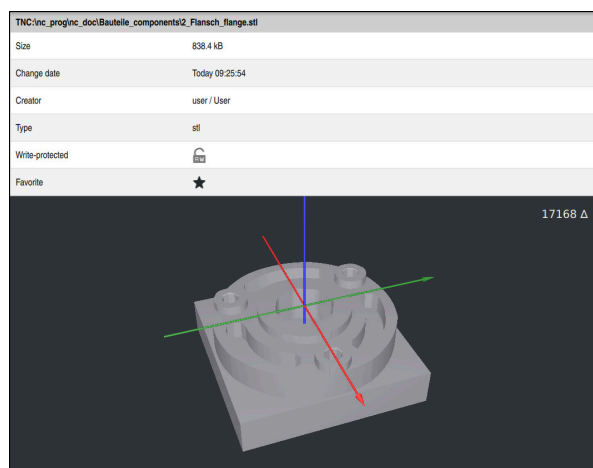 TNC:\nc_prog\nc_doc\Bauteile_components\2_Flansch_flange.stl
Size 838.4 kB
Change date Today 09:25:54
Creator user / User
Type stl
Write-protected RW
Favorite
17168 Δ